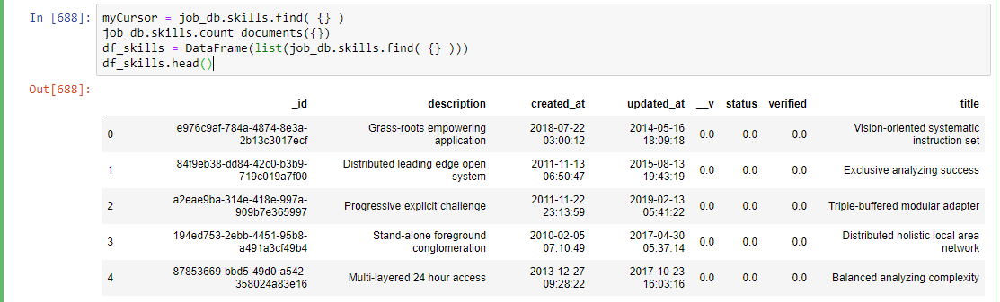 In [688]: myCursor = job_db.skills.find( {} )
job_db.skills.count_documents({})
df_skills = DataFrame(list(job_db.skills.find( {} )))
df_skills.head()
Out[688]:
_id description created_at updated_at __v status verified title
0 e976c9af-784a-4874-8e3a- Grass-roots empowering 2018-07-22 2014-05-16 0.0 0.0 0.0 Vision-oriented systematic
2b13c3017ecf application 03:00:12 18:09:18 instruction set
1 84f9eb38-dd84-42c0-b3b9- Distributed leading edge open 2011-11-13 2015-08-13 0.0 0.0 0.0 Exclusive analyzing success
719c019a7f00 system 06:50:47 19:43:19
2 a2eae9ba-314e-418e-997a- Progressive explicit challenge 2011-11-22 2019-02-13 0.0 0.0 0.0 Triple-buffered modular adapter
909b7e365997 23:13:59 05:41:22
3 194ed753-2ebb-4451-95b8- Stand-alone foreground 2010-02-05 2017-04-30 0.0 0.0 0.0 Distributed holistic local area
a491a3cf49b4 conglomeration 07:10:49 05:37:14 network
4 87853669-bbd5-49d0-a542- Multi-layered 24 hour access 2013-12-27 2017-10-23 0.0 0.0 0.0 Balanced analyzing complexity
358024a83e16 09:28:22 16:03:16